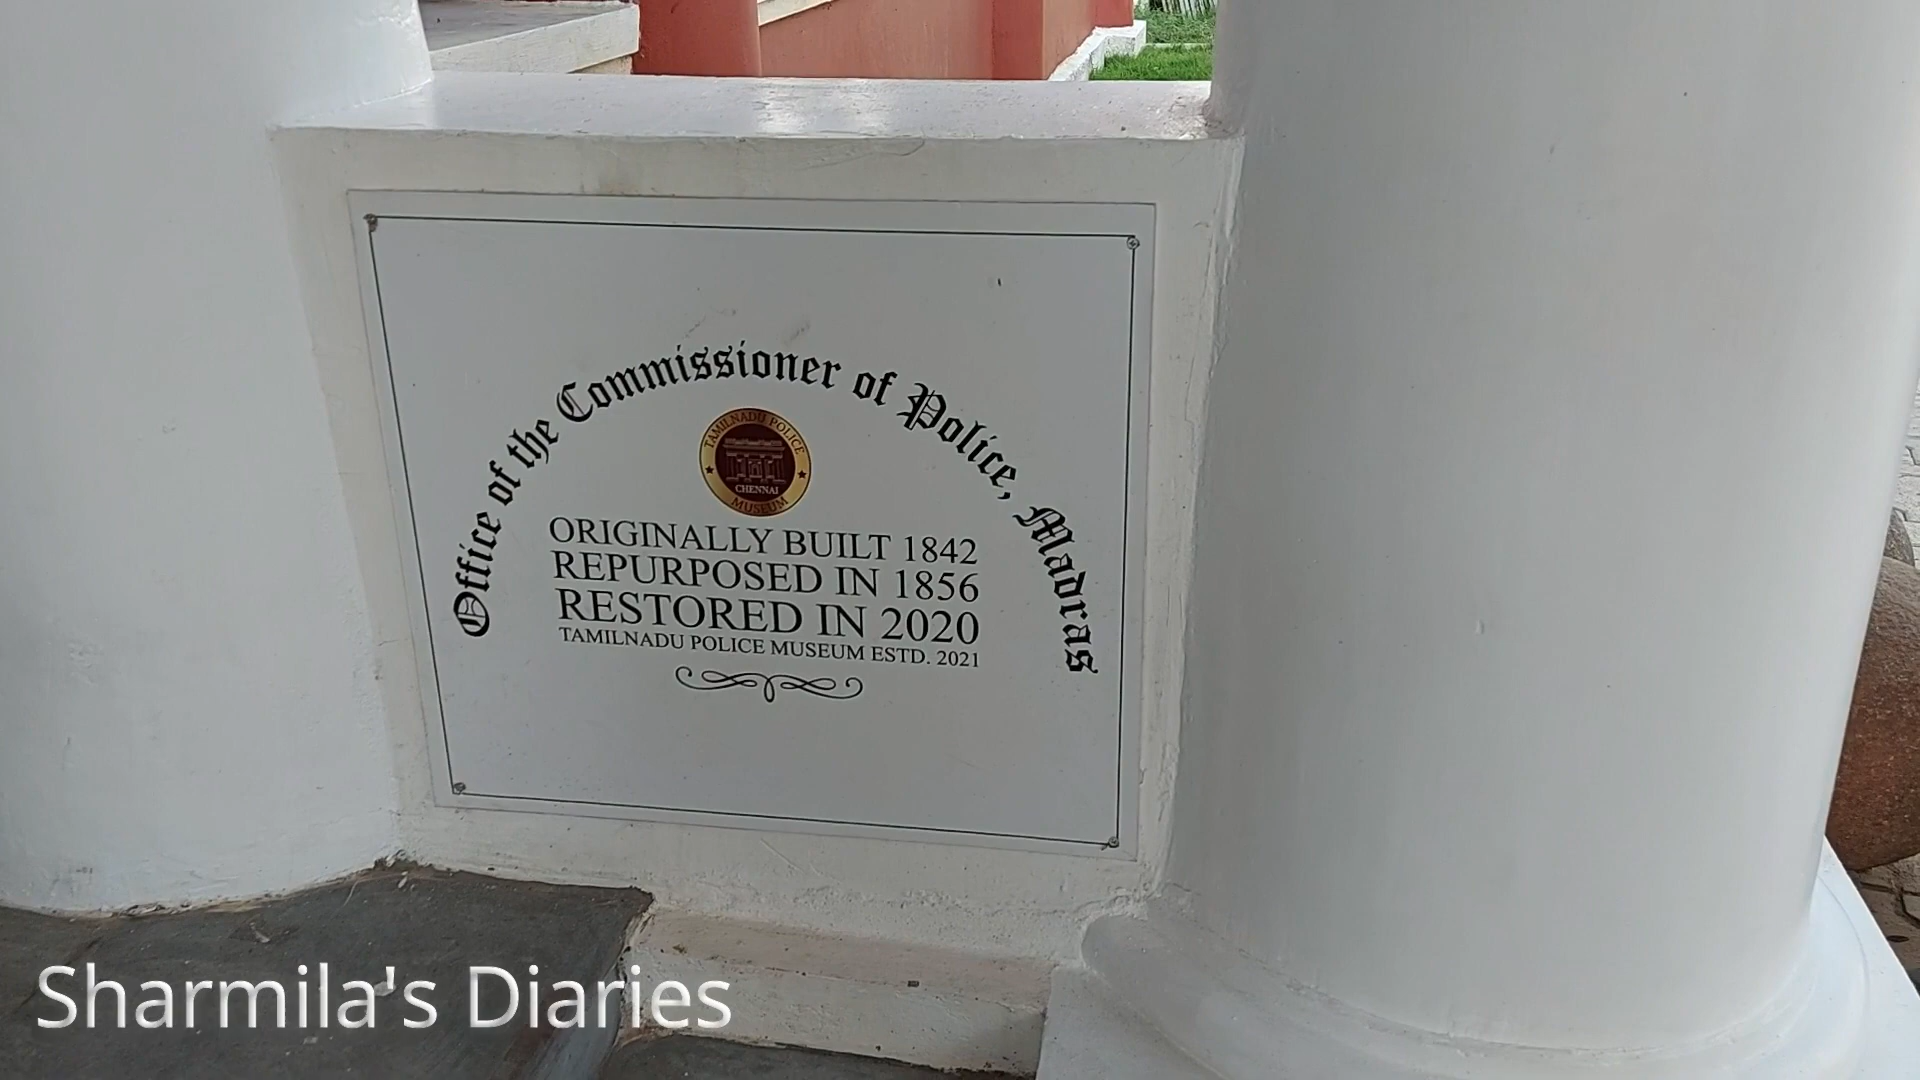 Office of the Commissioner of Police, Madras
TAMILNADU POLICE
CHENNAI
MUSEUM
ORIGINALLY BUILT 1842
REPURPOSED IN 1856
RESTORED IN 2020
TAMILNADU POLICE MUSEUM ESTD. 2021
Sharmila's Diaries